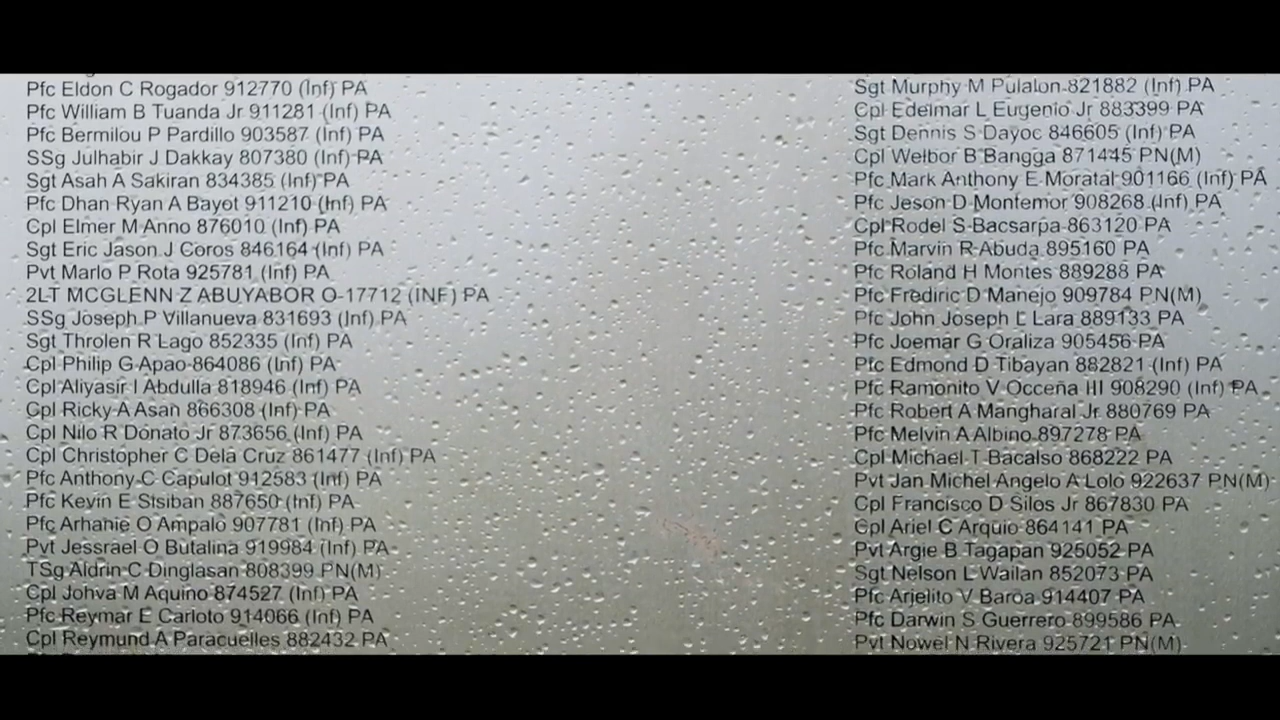 Pfc Eldon C Rogador 912770 (Inf) PA
Pfc William B Tuanda Jr 911281 (Inf) PA
Pfc Bermilou P Pardillo 903587 (Inf) PA
SSg Julhabir J Dakkay 807380 (Inf) PA
Sgt Asah A Sakiran 834385 (Inf) PA
Pfc Dhan Ryan A Bayot 911210 (Inf) PA
Cpl Elmer M Anno 876010 (Inf) PA
Sgt Eric Jason J Coros 846164 (Inf) PA
Pvt Marlo P Rota 925781 (Inf) PA
2LT MCGLENN Z ABUYABOR O-17712 (INF) PA
SSg Joseph P Villanueva 831693 (Inf) PA
Sgt Throlen R Lago 852335 (Inf) PA
Cpl Philip G Apao 864086 (Inf) PA
Cpl Aliyasir I Abdulla 818946 (Inf) PA
Cpl Ricky A Asan 866308 (Inf) PA
Cpl Nilo R Donato Jr 873656 (Inf) PA
Cpl Christopher C Dela Cruz 861477 (Inf) PA
Pfc Anthony C Capulot 912583 (Inf) PA
Pfc Kevin E Stsiban 887650 (Inf) PA
Pfc Arhanie O Ampalo 907781 (Inf) PA
Pvt Jessrael O Butalina 919984 (Inf) PA
TSg Aldrin C Dinglasan 808399 PN(M)
Cpl Johva M Aquino 874527 (Inf) PA
Pfc Reymar E Carloto 914066 (Inf) PA
Cpl Reymund A Paracuelles 882432 PA
Sgt Murphy M Pulalon 821882 (Inf) PA
Cpl Edelmar L Eugenio Jr 883399 PA
Sgt Dennis S Dayoc 846605 (Inf) PA
Cpl Welbor B Bangga 871445 PN(M)
Pfc Mark Anthony E Moratal 901166 (Inf) PA
Pfc Jeson D Montemor 908268 (Inf) PA
Cpl Rodel S Bacsarpa 863120 PA
Pfc Marvin R Abuda 895160 PA
Pfc Roland H Montes 889288 PA
Pfc Frediric D Manejo 909784 PN(M)
Pfc John Joseph L Lara 889133 PA
Pfc Joemar G Oraliza 905456 PA
Pfc Edmond D Tibayan 882821 (Inf) PA
Pfc Ramonito V Occeña III 908290 (Inf) PA
Pfc Robert A Mangharal Jr 880769 PA
Pfc Melvin A Albino 897278 PA
Cpl Michael T Bacalso 868222 PA
Pvt Jan Michel Angelo A Lolo 922637 PN(M)
Cpl Francisco D Silos Jr 867830 PA
Cpl Ariel C Arquio 864141 PA
Pvt Argie B Tagapan 925052 PA
Sgt Nelson L Wailan 852073 PA
Pfc Arjelito V Baroa 914407 PA
Pfc Darwin S Guerrero 899586 PA
Pvt Nowel N Rivera 925721 PN(M)